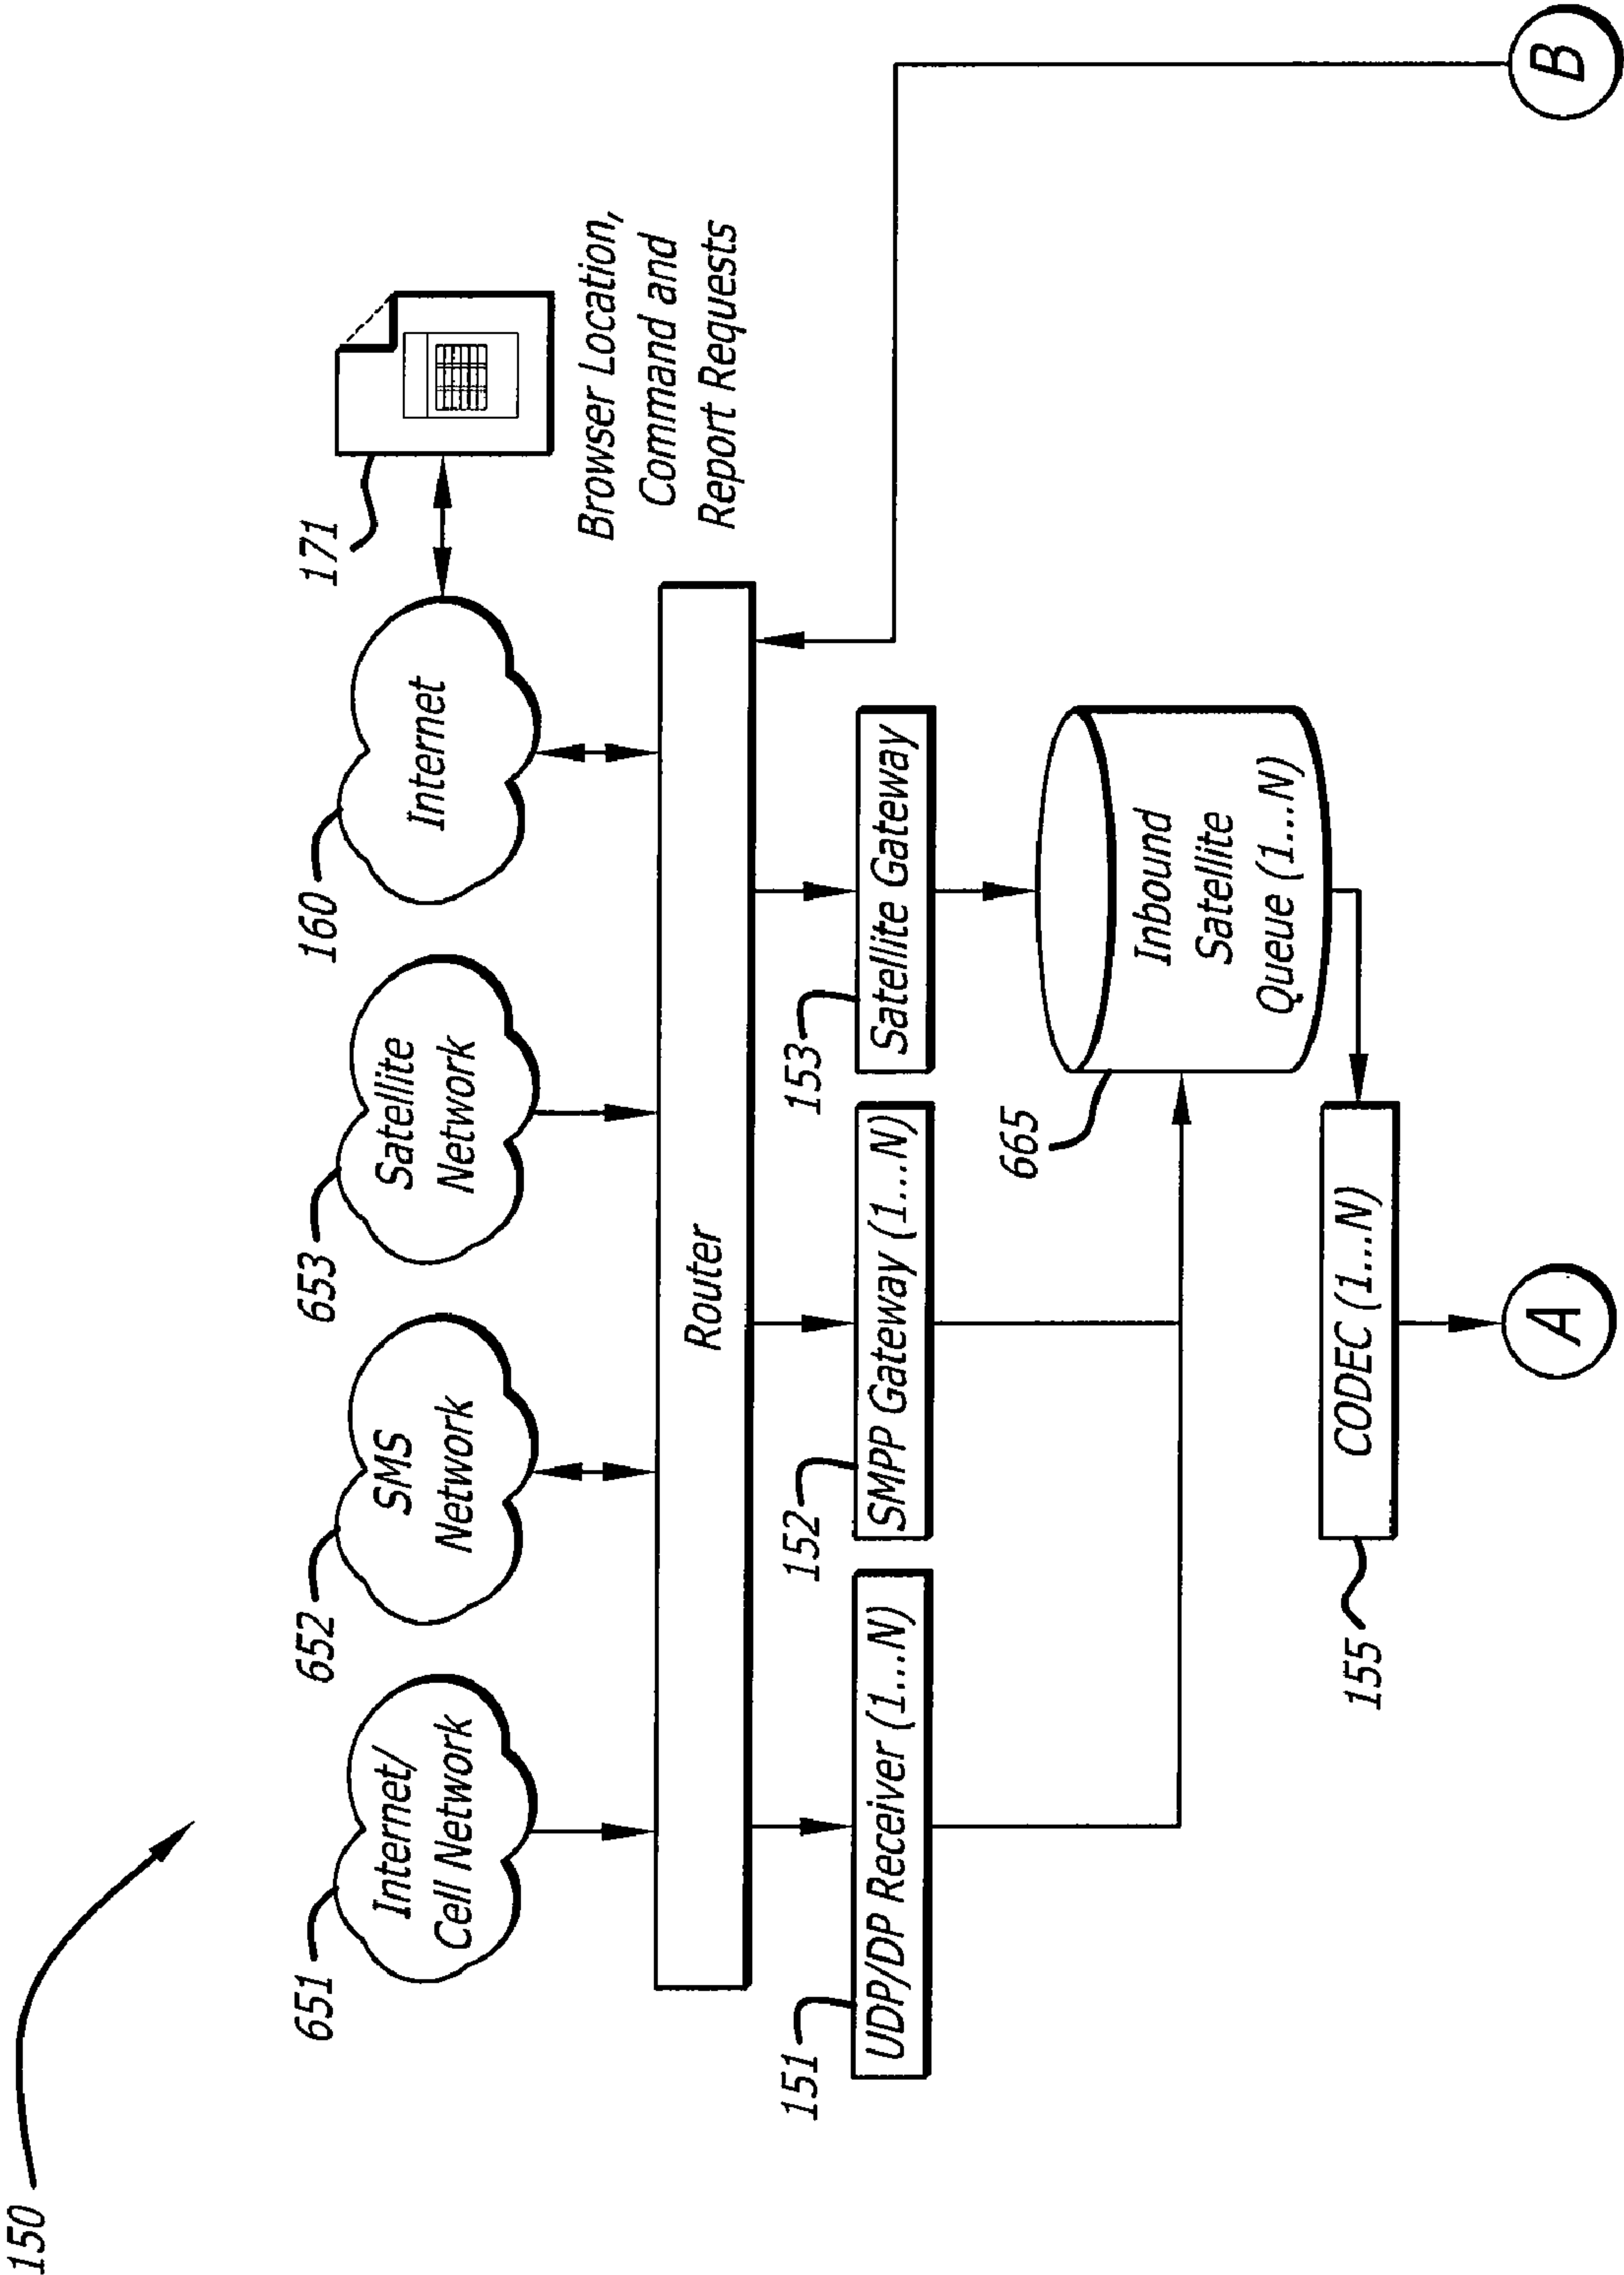 150
651
652
653
160
171
Internet/
Cell Network
SMS
Network
Satellite
Network
Internet
Browser Location,
Command and
Report Requests
Router
151
152
153
UDP/DP Receiver (1...N)
SMPP Gateway (1...N)
Satellite Gateway
665
Inbound
Satellite
Queue (1...N)
155
CODEC (1...N)
A
B